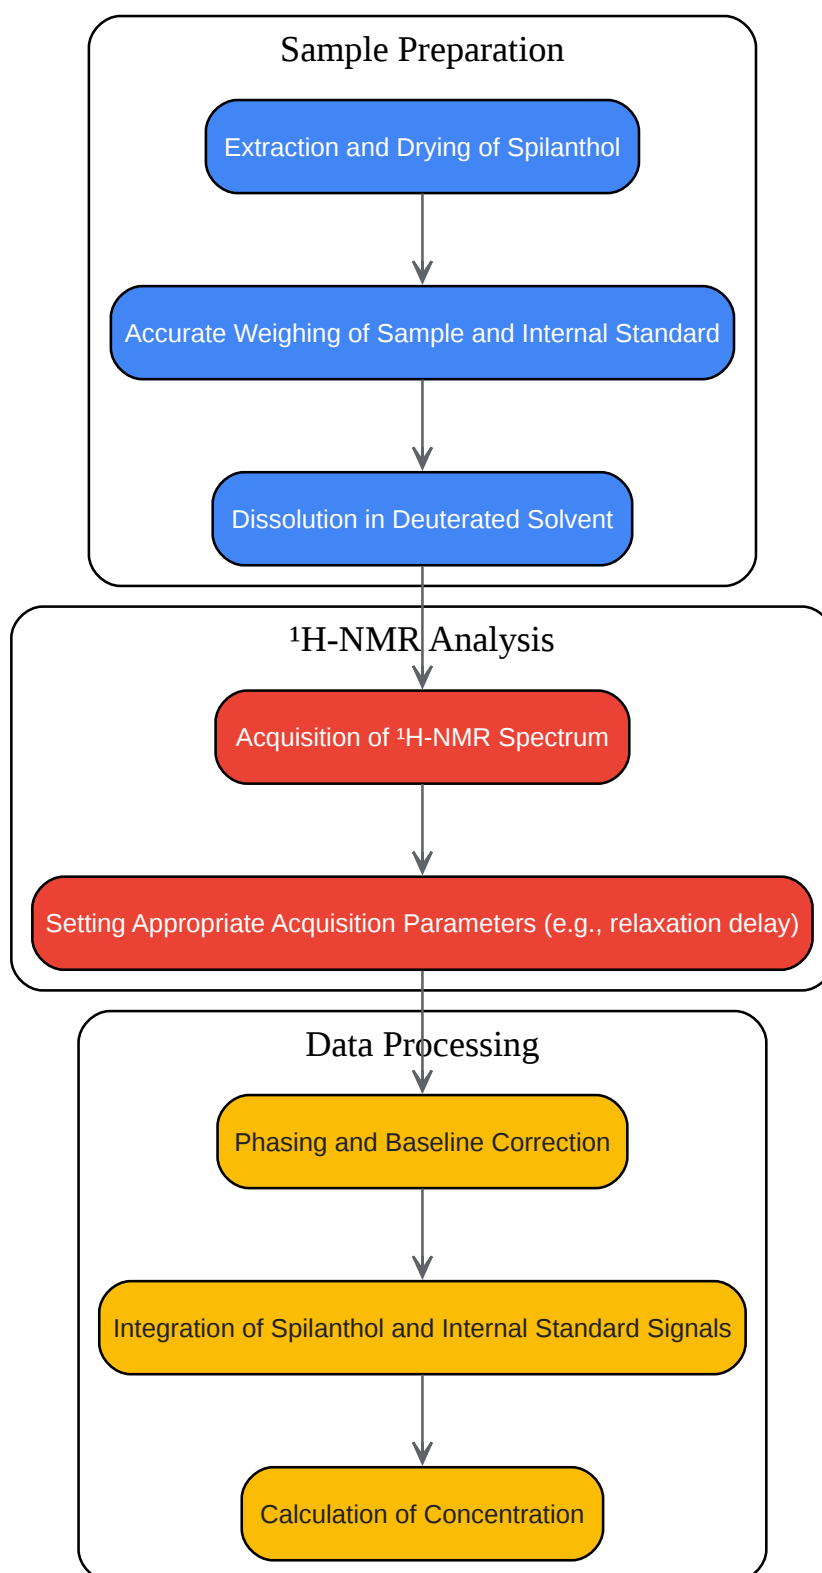 Sample Preparation
Extraction and Drying of Spilanthol
Accurate Weighing of Sample and Internal Standard
Dissolution in Deuterated Solvent
¹H-NMR Analysis
Acquisition of ¹H-NMR Spectrum
Setting Appropriate Acquisition Parameters (e.g., relaxation delay)
Data Processing
Phasing and Baseline Correction
Integration of Spilanthol and Internal Standard Signals
Calculation of Concentration